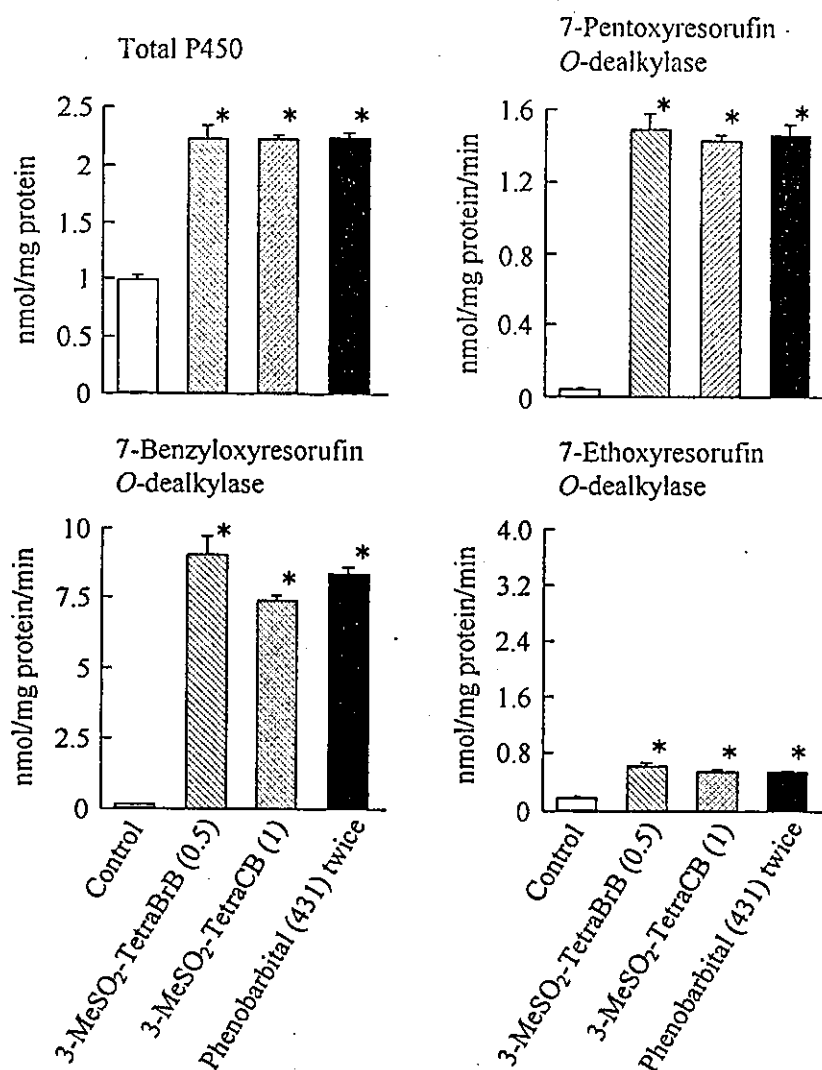 Total P450
2.5
2
1.5
1
0.5
0
nmol/mg protein
* * *
7-Pentoxyresorufin
O-dealkylase
1.6
1.2
0.8
0.4
0
nmol/mg protein/min
* * *
7-Benzyloxyresorufin
O-dealkylase
10
7.5
5
2.5
0
nmol/mg protein/min
* * *
Control
3-MeSO₂-TetraBrB (0.5)
3-MeSO₂-TetraCB (1)
Phenobarbital (431) twice
7-Ethoxyresorufin
O-dealkylase
4.0
3.2
2.4
1.6
0.8
0
nmol/mg protein/min
* * *
Control
3-MeSO₂-TetraBrB (0.5)
3-MeSO₂-TetraCB (1)
Phenobarbital (431) twice